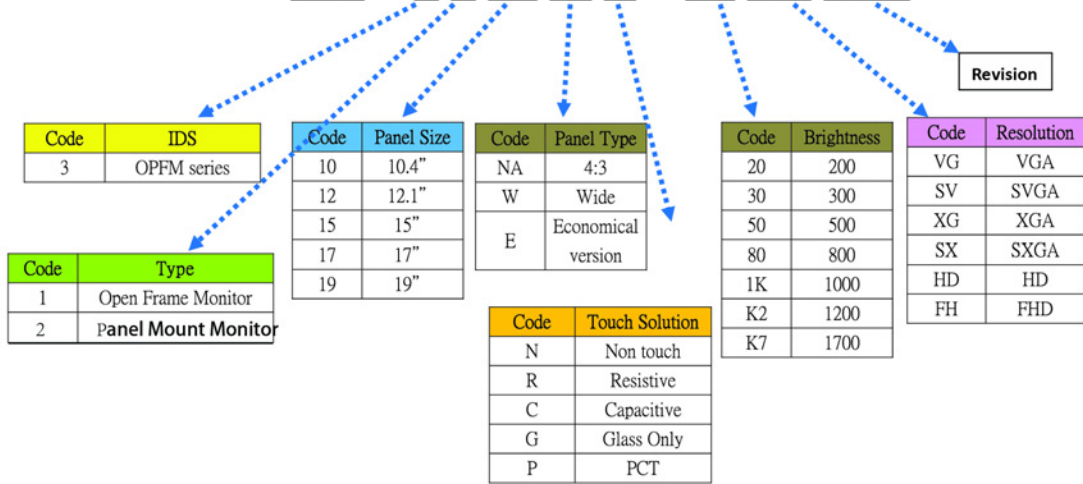 Revision
Code IDS
3 OPFM series
Code Type
1 Open Frame Monitor
2 Panel Mount Monitor
Code Panel Size
10 10.4”
12 12.1”
15 15”
17 17”
19 19”
Code Panel Type
NA 4:3
W Wide
E Economical
version
Code Touch Solution
N Non touch
R Resistive
C Capacitive
G Glass Only
P PCT
Code Brightness
20 200
30 300
50 500
80 800
1K 1000
K2 1200
K7 1700
Code Resolution
VG VGA
SV SVGA
XG XGA
SX SXGA
HD HD
FH FHD